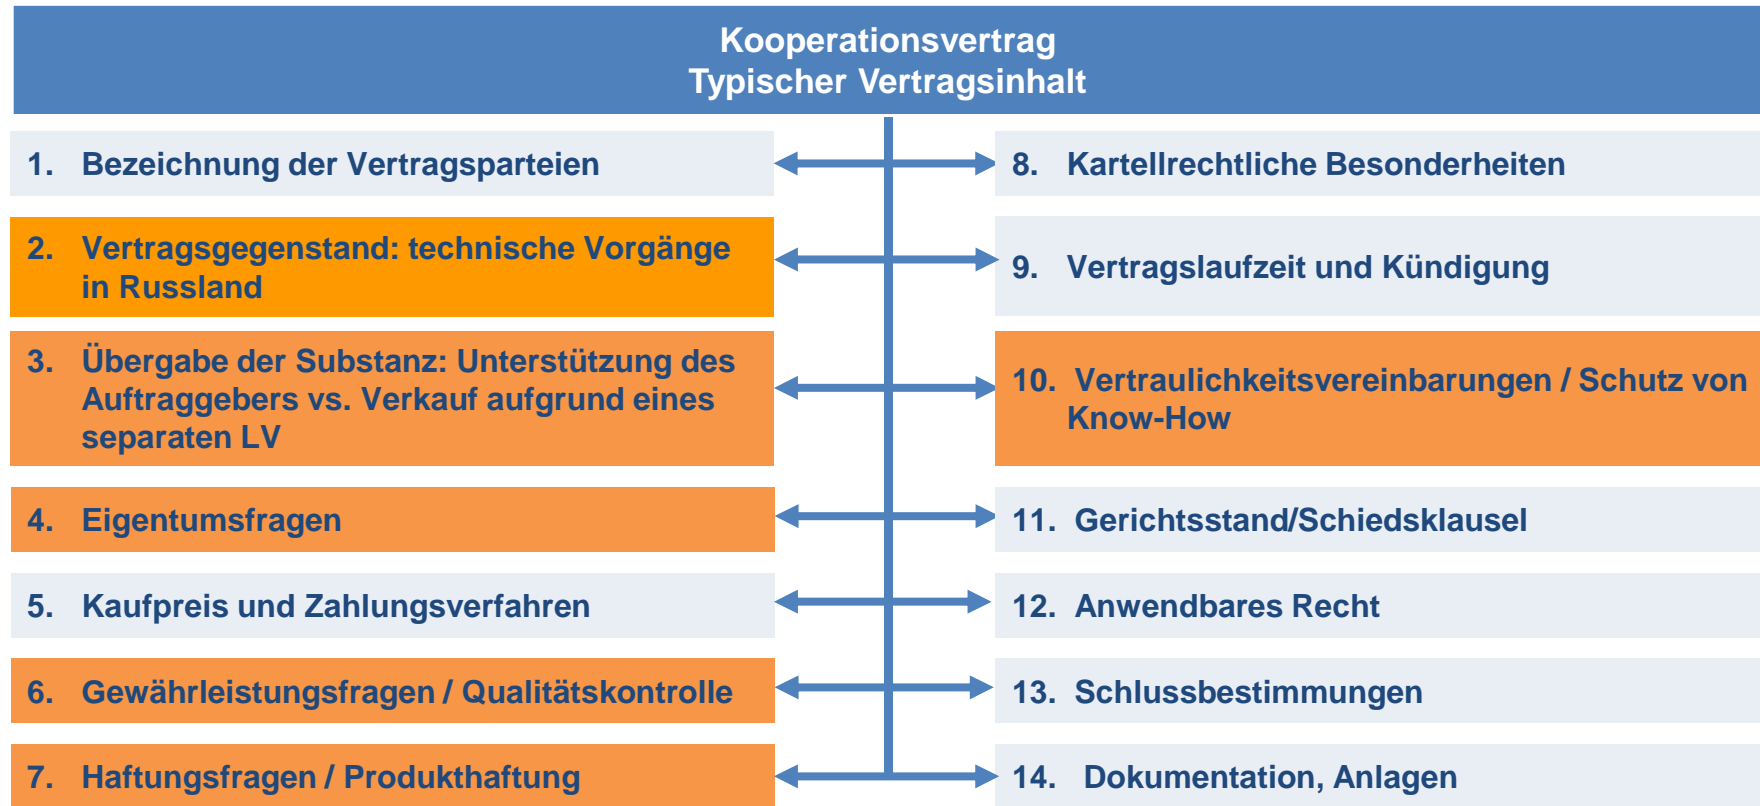 Kooperationsvertrag
Typischer Vertragsinhalt
1. Bezeichnung der Vertragsparteien
2. Vertragsgegenstand: technische Vorgänge
in Russland
3. Übergabe der Substanz: Unterstützung des
Auftraggebers vs. Verkauf aufgrund eines
separaten LV
4. Eigentumsfragen
5. Kaufpreis und Zahlungsverfahren
6. Gewährleistungsfragen / Qualitätskontrolle
7. Haftungsfragen / Produkthaftung
8. Kartellrechtliche Besonderheiten
9. Vertragslaufzeit und Kündigung
10. Vertraulichkeitsvereinbarungen / Schutz von
Know-How
11. Gerichtsstand/Schiedsklausel
12. Anwendbares Recht
13. Schlussbestimmungen
14. Dokumentation, Anlagen